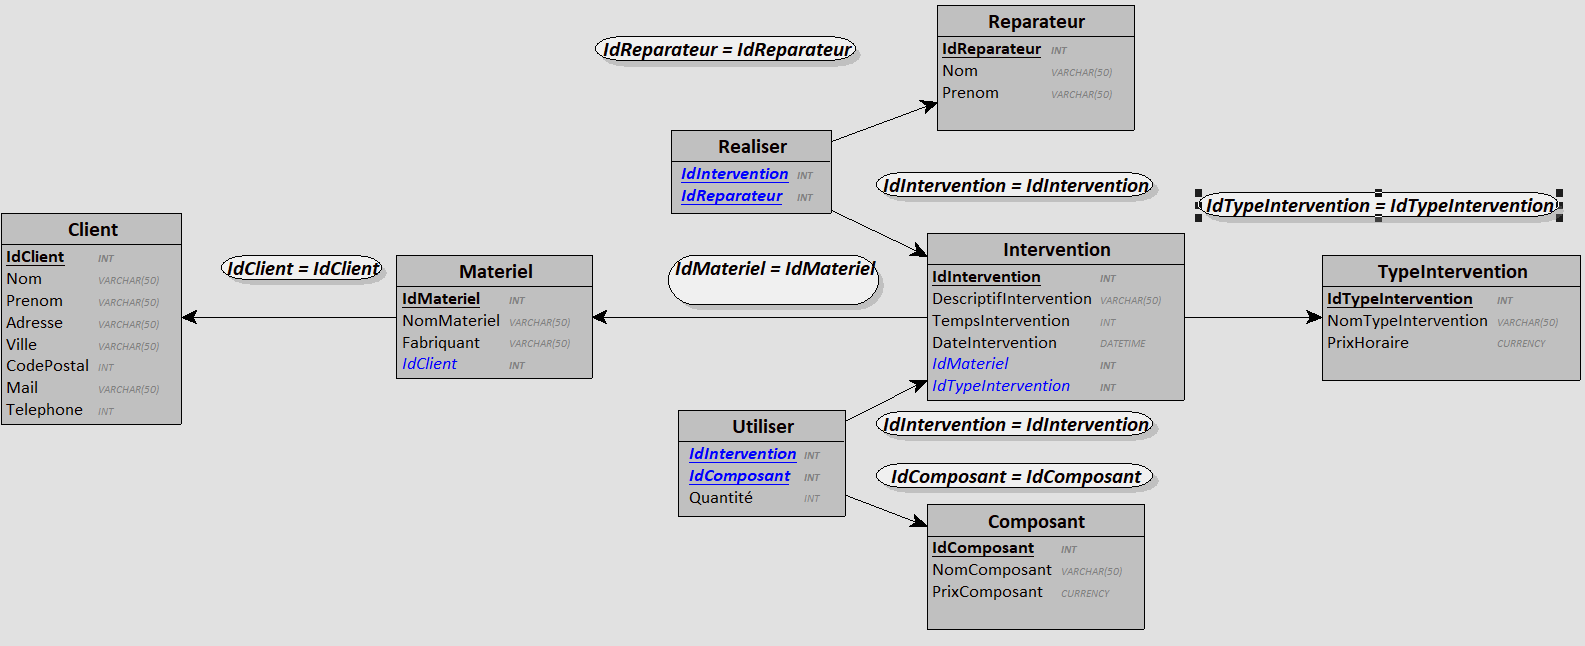 IdReparateur = IdReparateur
Reparateur
IdReparateur INT
Nom VARCHAR(50)
Prenom VARCHAR(50)
Realiser
IdIntervention INT
IdReparateur INT
IdIntervention = IdIntervention
IdTypeIntervention = IdTypeIntervention
Client
IdClient INT
Nom VARCHAR(50)
Prenom VARCHAR(50)
Adresse VARCHAR(50)
Ville VARCHAR(50)
CodePostal INT
Mail VARCHAR(50)
Telephone INT
IdClient = IdClient
Materiel
IdMateriel INT
NomMateriel VARCHAR(50)
Fabriquant VARCHAR(50)
IdClient INT
IdMateriel = IdMateriel
Intervention
IdIntervention INT
DescriptifIntervention VARCHAR(50)
TempsIntervention INT
DateIntervention DATETIME
IdMateriel INT
IdTypeIntervention INT
TypeIntervention
IdTypeIntervention INT
NomTypeIntervention VARCHAR(50)
PrixHoraire CURRENCY
Utiliser
IdIntervention INT
IdComposant INT
Quantité INT
IdIntervention = IdIntervention
IdComposant = IdComposant
Composant
IdComposant INT
NomComposant VARCHAR(50)
PrixComposant CURRENCY